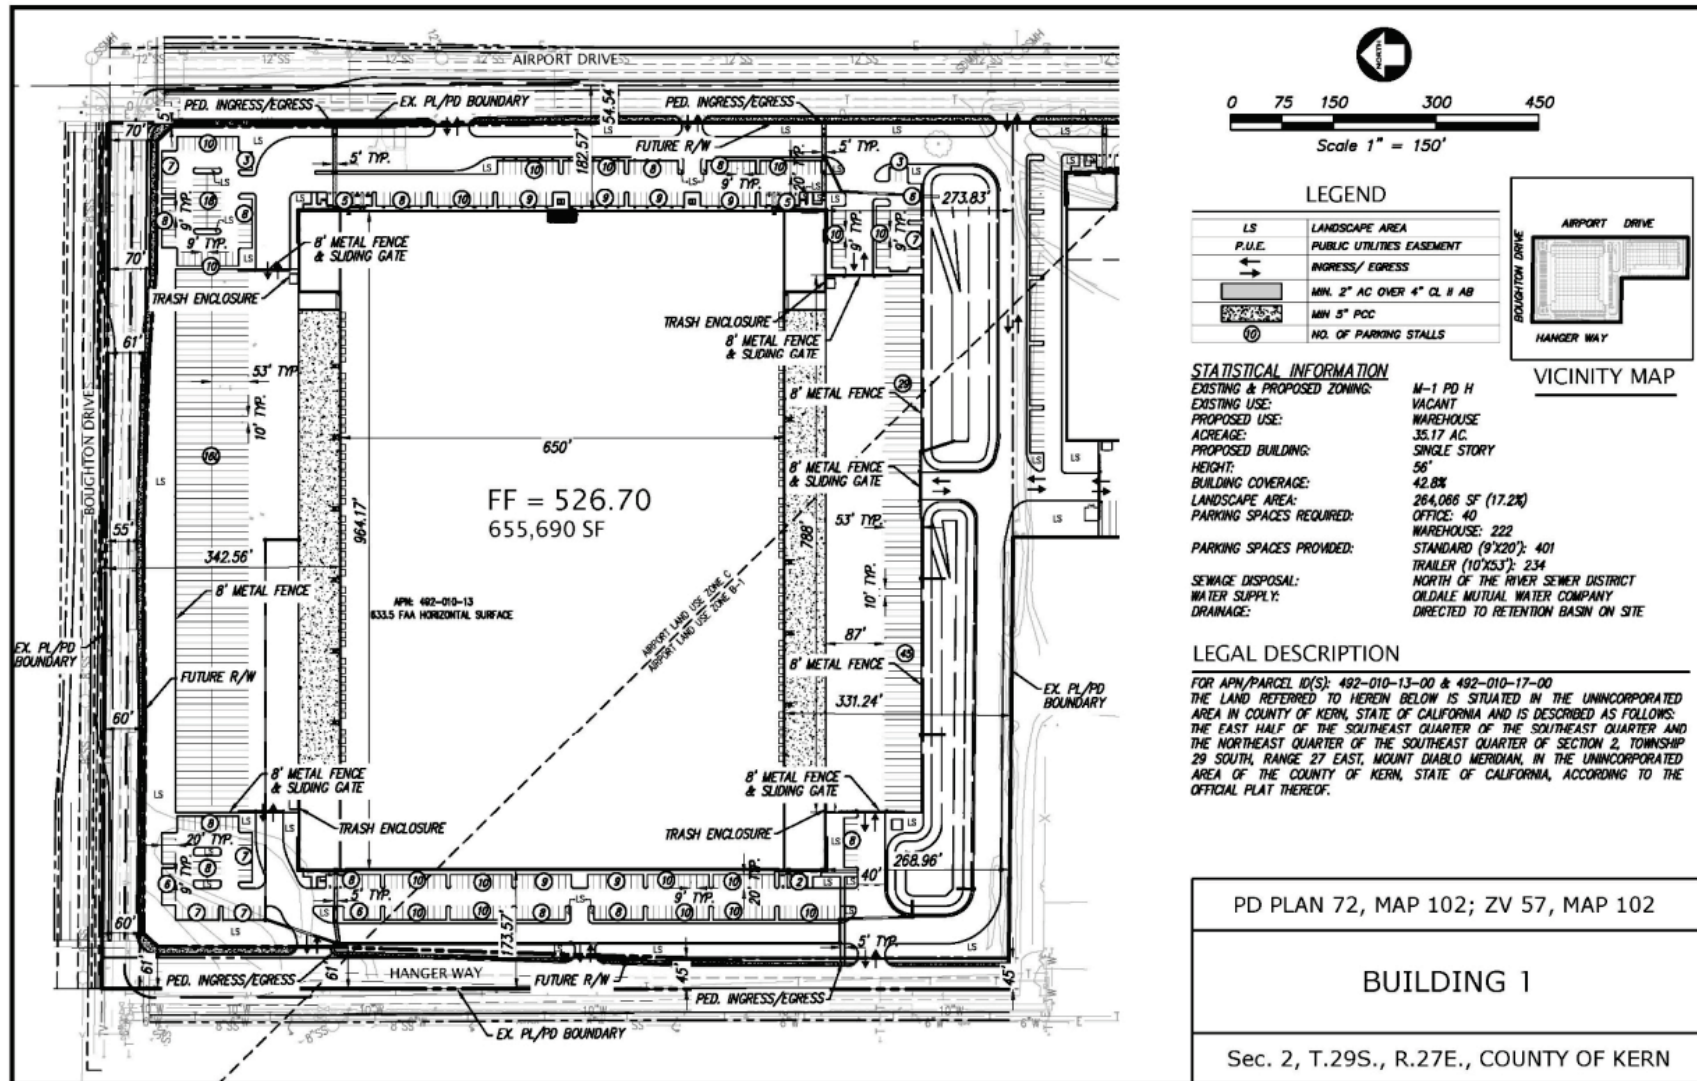 AIRPORT DRIVE
PED. INGRESS/EGRESS
EX. PL/PD BOUNDARY
PED. INGRESS/EGRESS
FUTURE R/W
54.54'
182.57'
5'
70'
5' TYP.
5' TYP.
9' TYP.
20' TYP.
273.83'
9' TYP.
9' TYP.
70'
8' METAL FENCE
& SLIDING GATE
TRASH ENCLOSURE
TRASH ENCLOSURE
8' METAL FENCE
& SLIDING GATE
61'
53' TYP.
10' TYP.
8' METAL FENCE
29
BOUGHTON DRIVE
160
650'
8' METAL FENCE
& SLIDING GATE
FF = 526.70
655,690 SF
964.17'
788'
53' TYP.
55'
342.56'
8' METAL FENCE
10' TYP.
APN: 492-010-13
633.5 FAA HORIZONTAL SURFACE
AIRPORT LAND USE ZONE C
AIRPORT LAND USE ZONE B-1
87'
45
EX. PL/PD
BOUNDARY
FUTURE R/W
8' METAL FENCE
331.24'
EX. PL/PD
BOUNDARY
60'
8' METAL FENCE
& SLIDING GATE
8' METAL FENCE
& SLIDING GATE
TRASH ENCLOSURE
TRASH ENCLOSURE
20' TYP.
9' TYP.
268.96'
40'
5' TYP.
9' TYP.
20' TYP.
60'
173.57'
5' TYP.
61'
PED. INGRESS/EGRESS
61'
HANGER WAY
FUTURE R/W
45'
PED. INGRESS/EGRESS
45'
EX. PL/PD BOUNDARY
NORTH
0 75 150 300 450
Scale 1" = 150'
LEGEND
LS LANDSCAPE AREA
P.U.E. PUBLIC UTILITIES EASEMENT
INGRESS/ EGRESS
MIN. 2" AC OVER 4" CL II AB
MIN 5" PCC
10 NO. OF PARKING STALLS
AIRPORT DRIVE
BOUGHTON DRIVE
HANGER WAY
VICINITY MAP
STATISTICAL INFORMATION
EXISTING & PROPOSED ZONING: M-1 PD H
EXISTING USE: VACANT
PROPOSED USE: WAREHOUSE
ACREAGE: 35.17 AC.
PROPOSED BUILDING: SINGLE STORY
HEIGHT: 56'
BUILDING COVERAGE: 42.8%
LANDSCAPE AREA: 264,066 SF (17.2%)
PARKING SPACES REQUIRED: OFFICE: 40
WAREHOUSE: 222
PARKING SPACES PROVIDED: STANDARD (9'X20'): 401
TRAILER (10'X53'): 234
SEWAGE DISPOSAL: NORTH OF THE RIVER SEWER DISTRICT
WATER SUPPLY: OILDALE MUTUAL WATER COMPANY
DRAINAGE: DIRECTED TO RETENTION BASIN ON SITE
LEGAL DESCRIPTION
FOR APN/PARCEL ID(S): 492-010-13-00 & 492-010-17-00
THE LAND REFERRED TO HEREIN BELOW IS SITUATED IN THE UNINCORPORATED
AREA IN COUNTY OF KERN, STATE OF CALIFORNIA AND IS DESCRIBED AS FOLLOWS:
THE EAST HALF OF THE SOUTHEAST QUARTER OF THE SOUTHEAST QUARTER AND
THE NORTHEAST QUARTER OF THE SOUTHEAST QUARTER OF SECTION 2, TOWNSHIP
29 SOUTH, RANGE 27 EAST, MOUNT DIABLO MERIDIAN, IN THE UNINCORPORATED
AREA OF THE COUNTY OF KERN, STATE OF CALIFORNIA, ACCORDING TO THE
OFFICIAL PLAT THEREOF.
PD PLAN 72, MAP 102; ZV 57, MAP 102
BUILDING 1
Sec. 2, T.29S., R.27E., COUNTY OF KERN